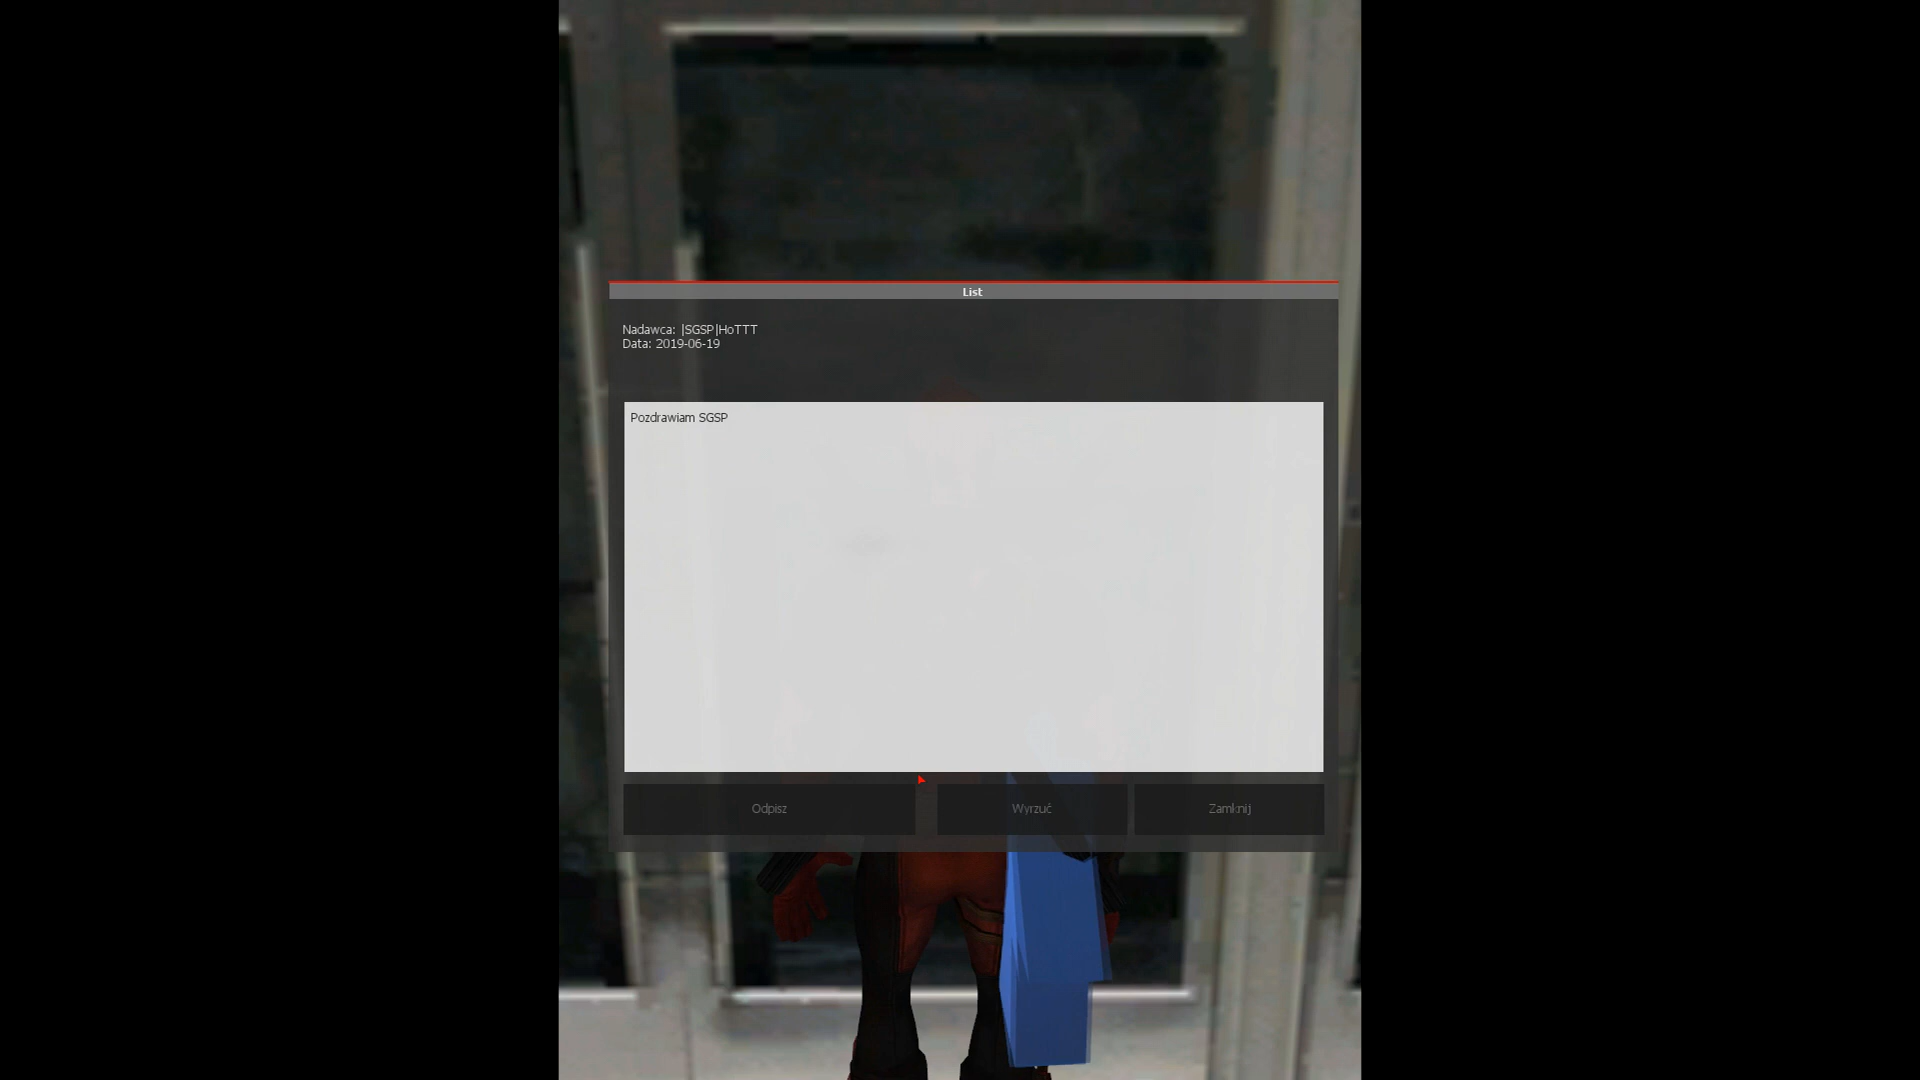 List
Nadawca: |SGSP|HoTTT
Data: 2019-06-19
Pozdrawiam SGSP
Odpisz
Wyrzuć
Zamknij